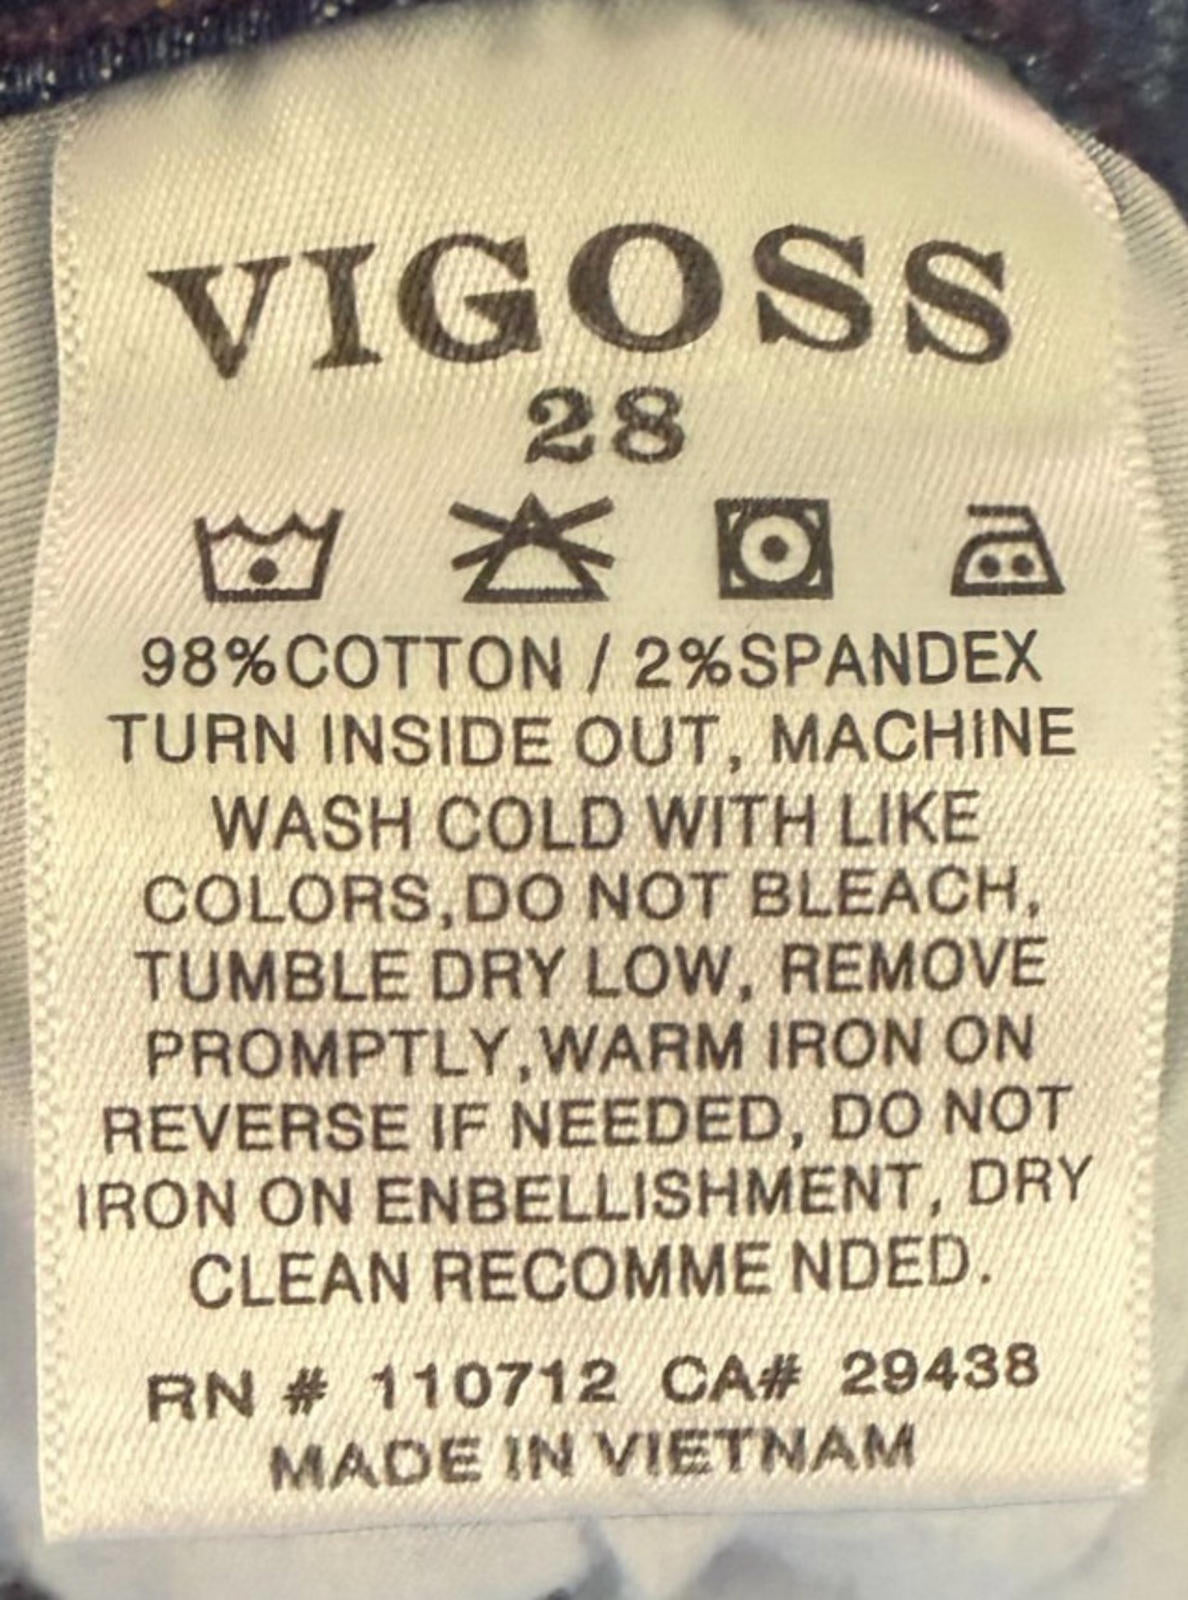 VIGOSS
28
98%COTTON / 2%SPANDEX
TURN INSIDE OUT, MACHINE
WASH COLD WITH LIKE
COLORS,DO NOT BLEACH,
TUMBLE DRY LOW, REMOVE
PROMPTLY,WARM IRON ON
REVERSE IF NEEDED, DO NOT
IRON ON ENBELLISHMENT, DRY
CLEAN RECOMME NDED.
RN # 110712 CA# 29438
MADE IN VIETNAM